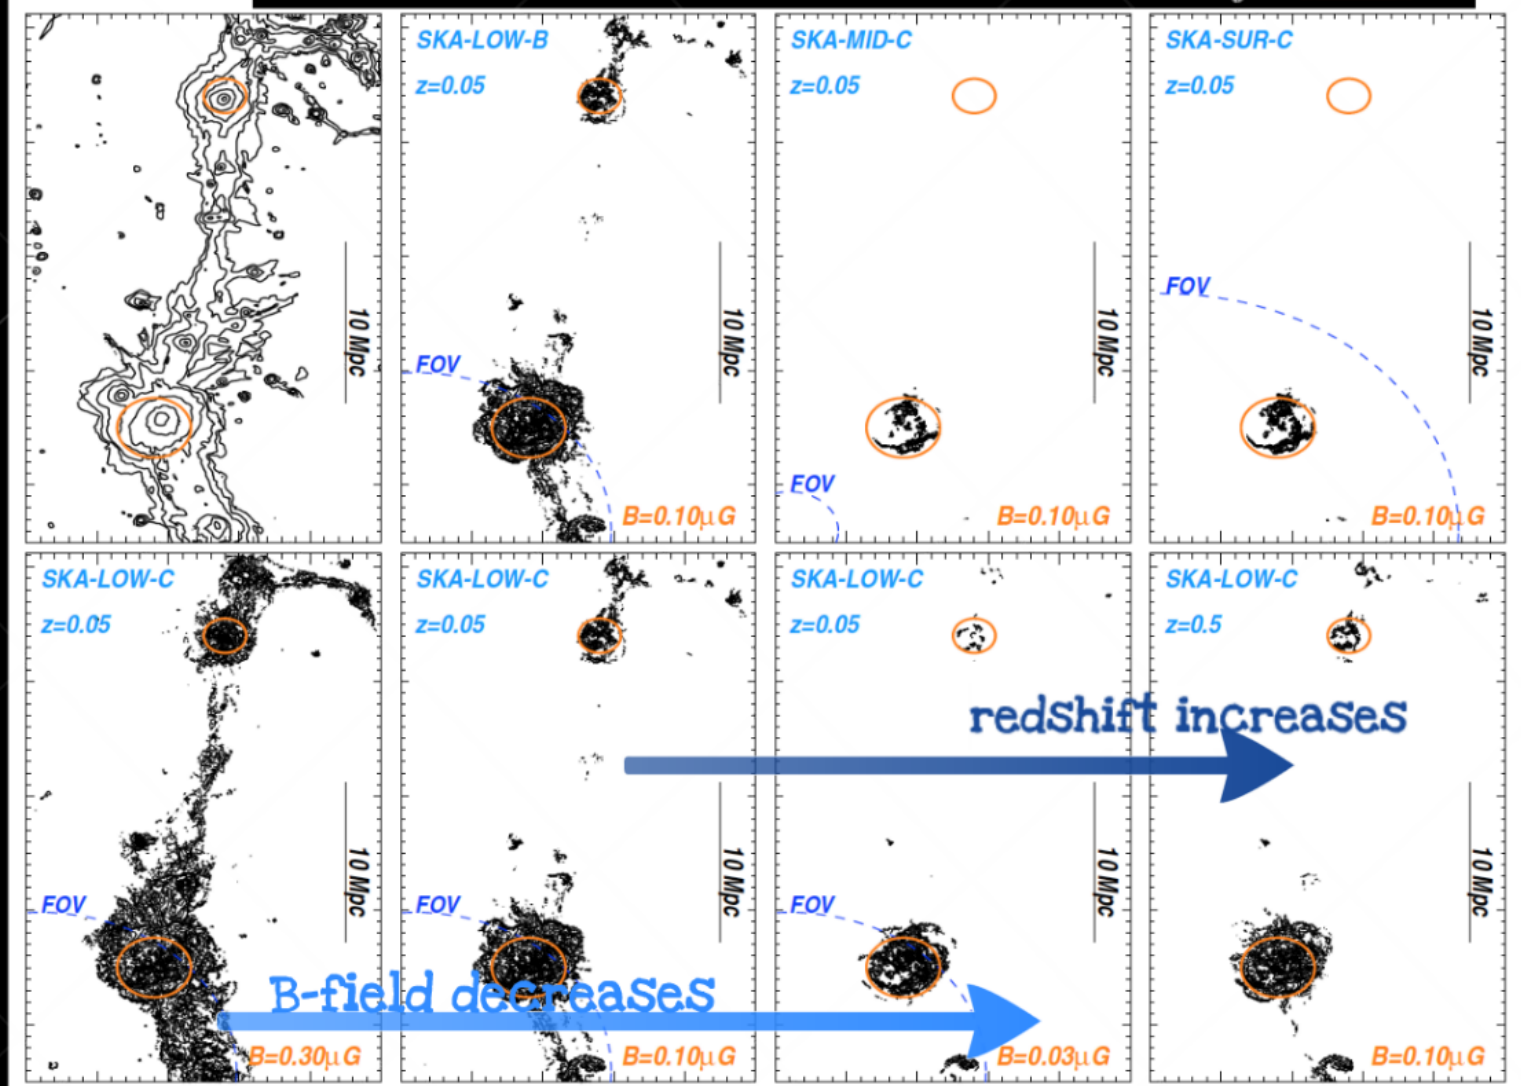 SKA-LOW-B
z=0.05
10 Mpc
FOV
B=0.10μG
SKA-MID-C
z=0.05
10 Mpc
FOV
B=0.10μG
SKA-SUR-C
z=0.05
FOV
10 Mpc
B=0.10μG
10 Mpc
SKA-LOW-C
z=0.05
10 Mpc
FOV
B=0.30μG
SKA-LOW-C
z=0.05
10 Mpc
FOV
B=0.10μG
SKA-LOW-C
z=0.05
10 Mpc
FOV
B=0.03μG
SKA-LOW-C
z=0.5
10 Mpc
B=0.10μG
redshift increases
B-field decreases